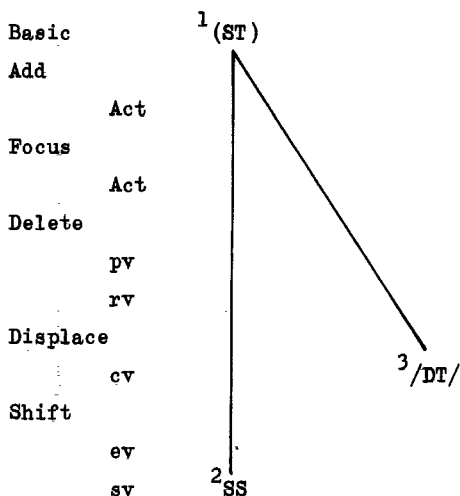 Basic 1(ST)
Add
Act
Focus
Act
Delete
pv
rv
Displace
3/DT/
cv
Shift
ev
sv 2SS